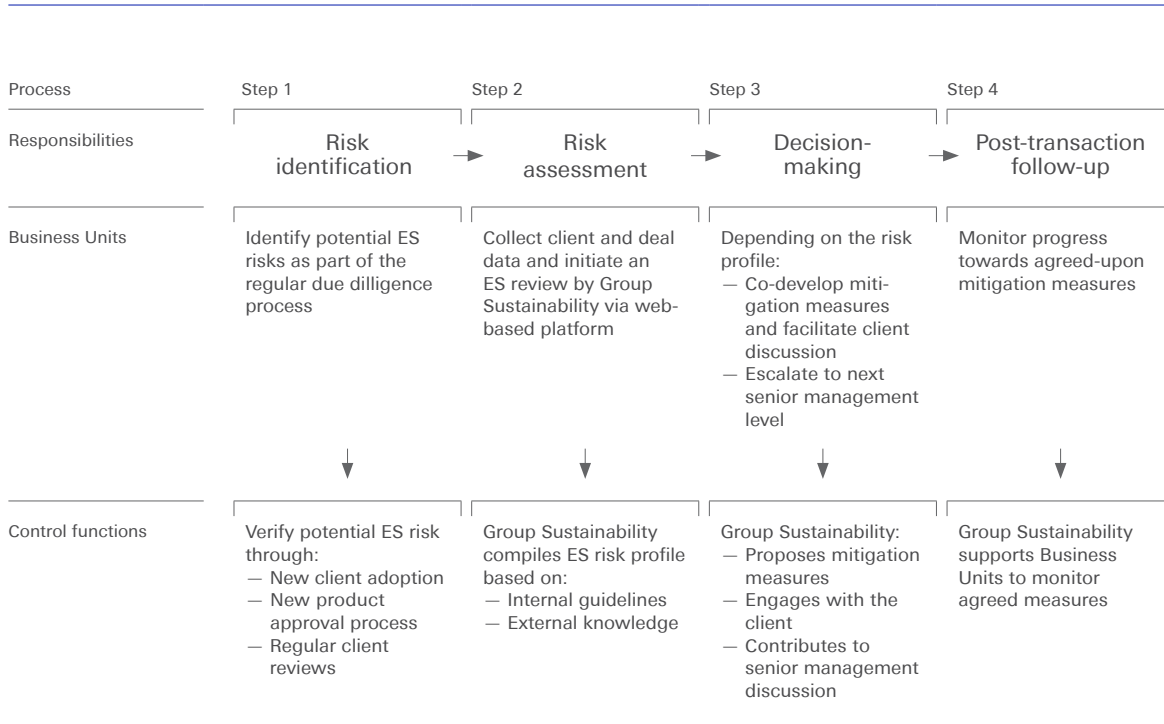 Process
Step 1
Step 2
Step 3
Step 4
Responsibilities
Risk
identification
Risk
assessment
Decision-
making
Post-transaction
follow-up
Business Units
Identify potential ES
risks as part of the
regular due dilligence
process
Collect client and deal
data and initiate an
ES review by Group
Sustainability via web-
based platform
Depending on the risk
profile:
— Co-develop miti-
gation measures
and facilitate client
discussion
— Escalate to next
senior management
level
Monitor progress
towards agreed-upon
mitigation measures
Control functions
Verify potential ES risk
through:
— New client adoption
— New product
approval process
— Regular client
reviews
Group Sustainability
compiles ES risk profile
based on:
— Internal guidelines
— External knowledge
Group Sustainability:
— Proposes mitigation
measures
— Engages with the
client
— Contributes to
senior management
discussion
Group Sustainability
supports Business
Units to monitor
agreed measures